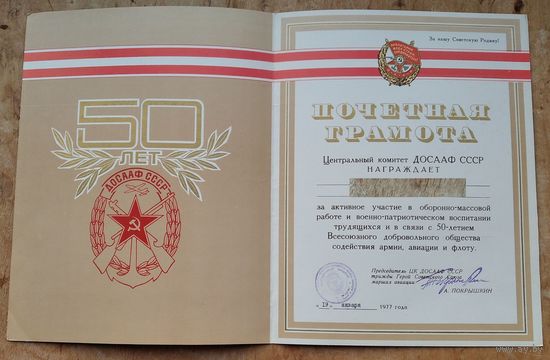 50
ЛЕТ
ДОСААФ СССР
За нашу Советскую Родину!
ПОЧЕТНАЯ
ГРАМОТА
Центральный комитет ДОСААФ СССР
НАГРАЖДАЕТ
за активное участие в оборонно-массовой
работе и военно-патриотическом воспитании
трудящихся и в связи с 50-летием
Всесоюзного добровольного общества
содействия армии, авиации и флоту.
Председатель ЦК ДОСААФ СССР
трижды Герой Советского Союза
маршал авиации
А. ПОКРЫШКИН
« 19 » января 1977 года